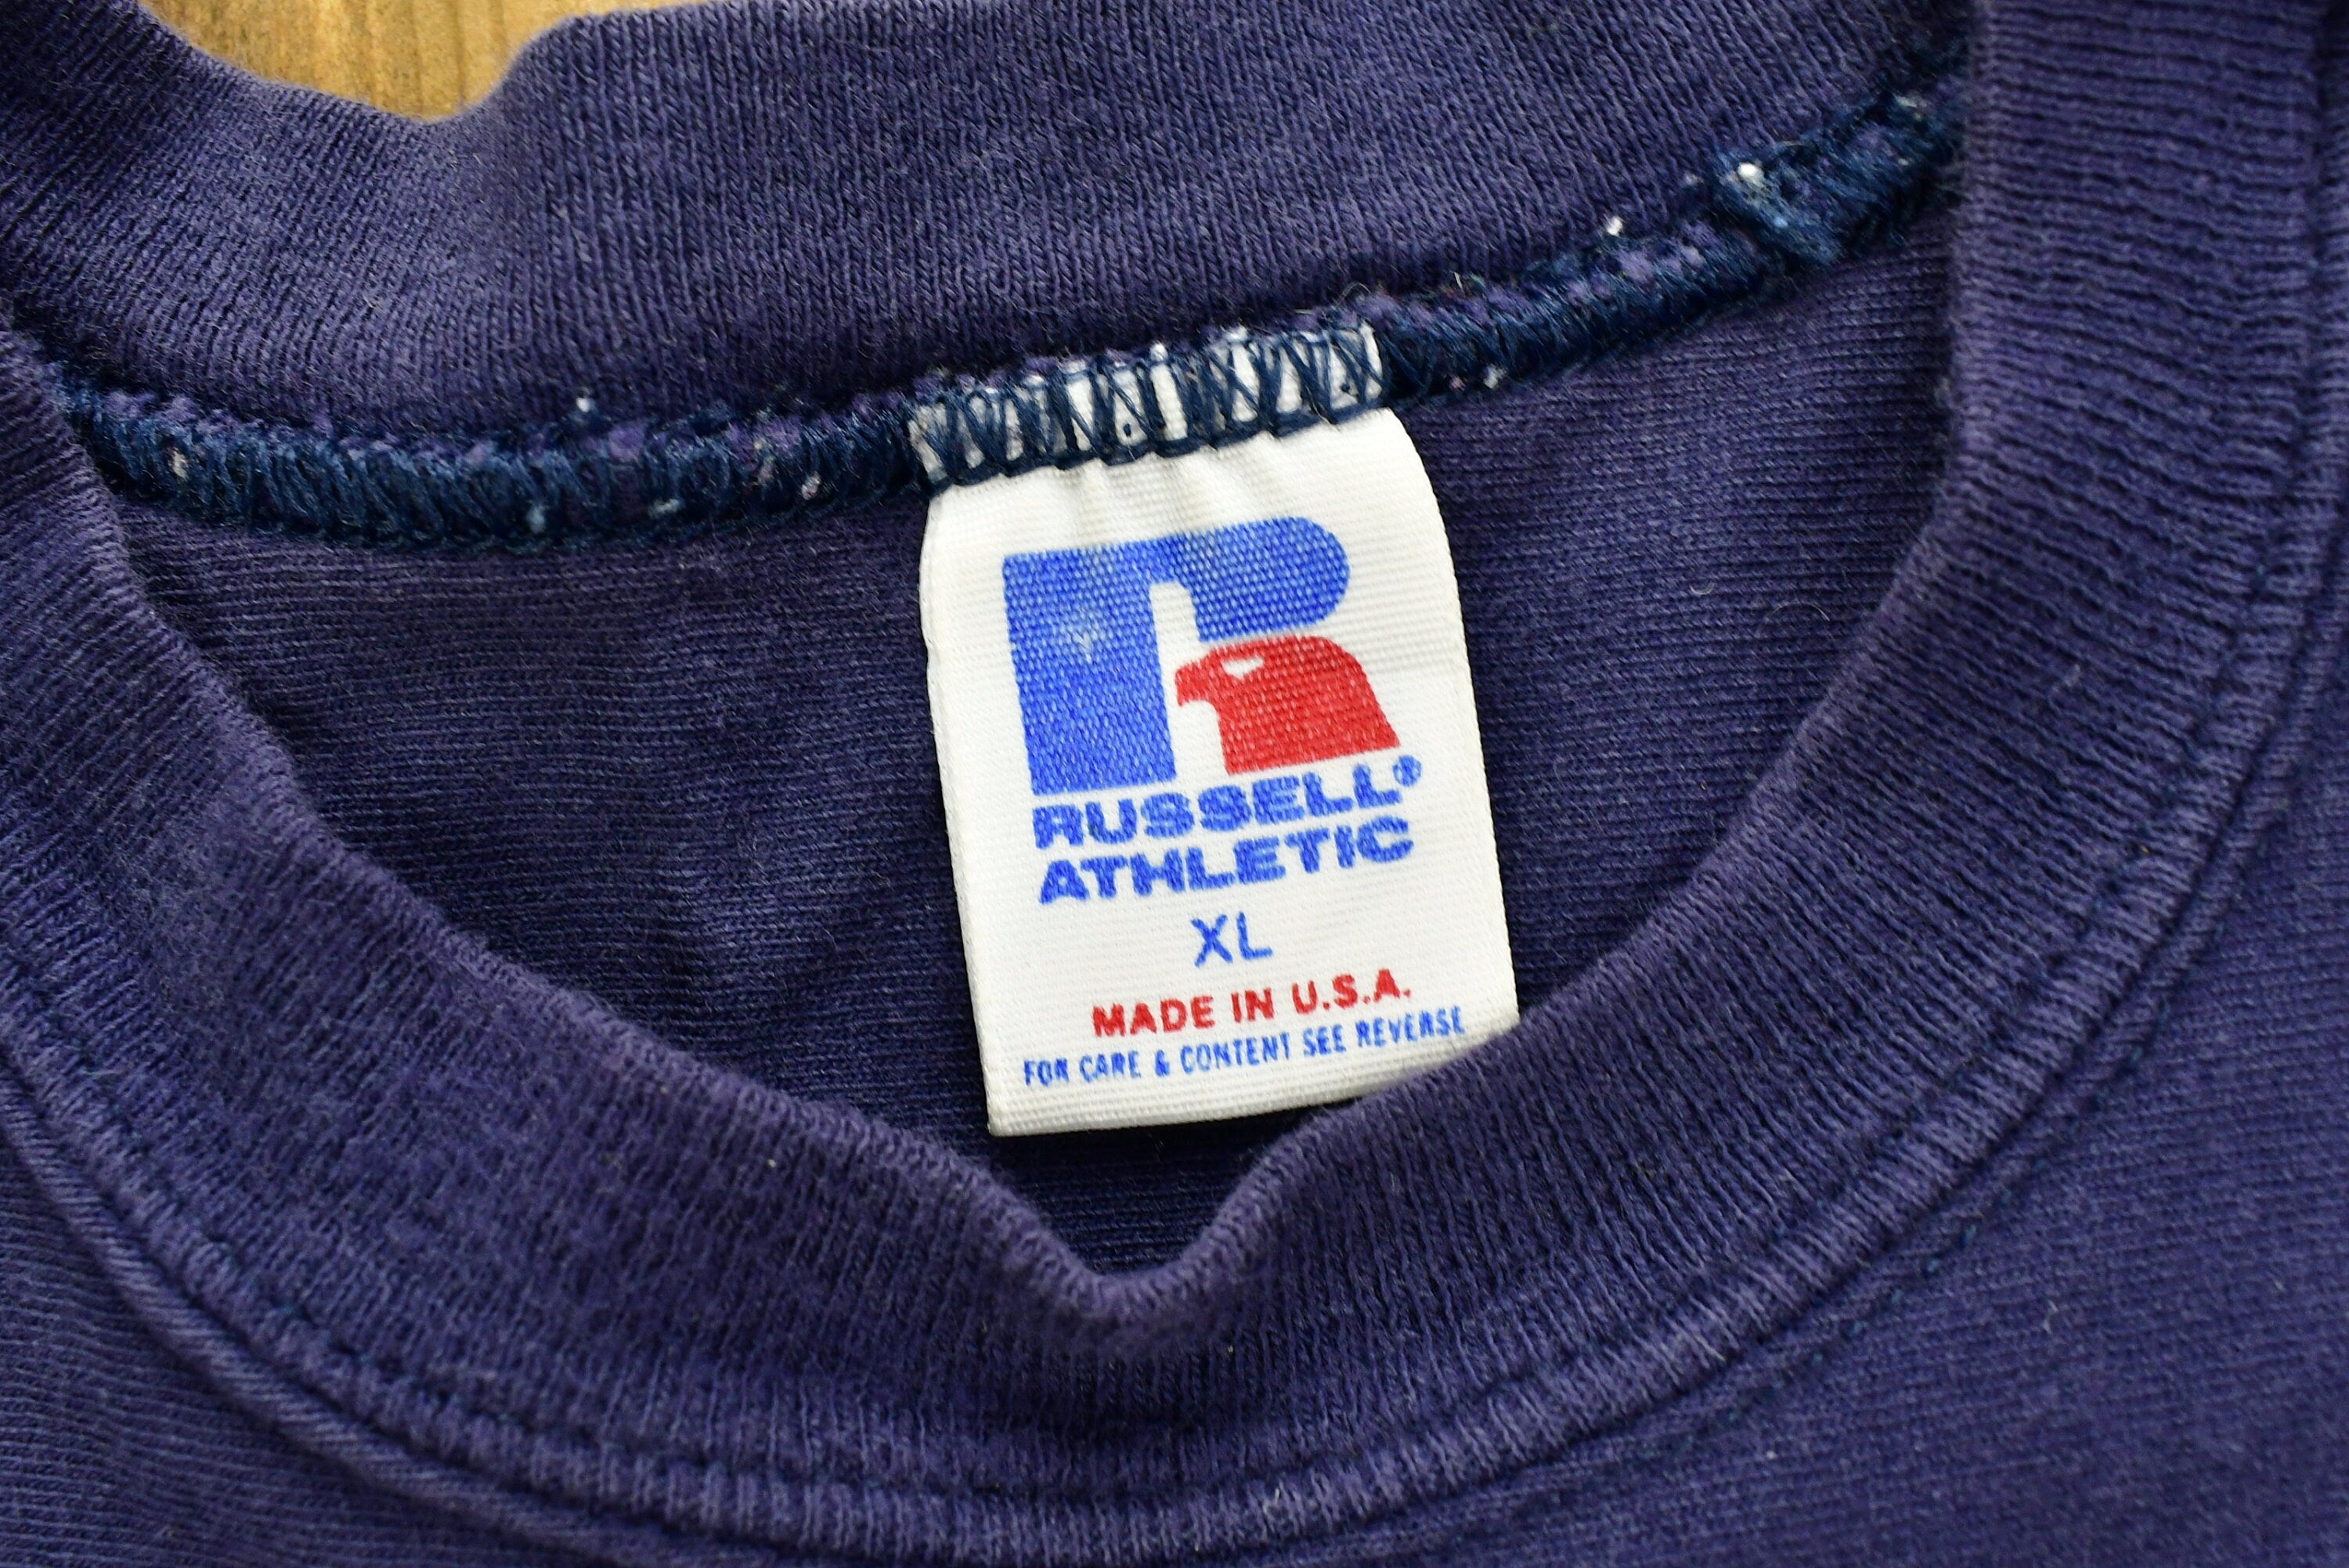 RUSSELL®
ATHLETIC
XL
MADE IN U.S.A.
FOR CARE & CONTENT SEE REVERSE